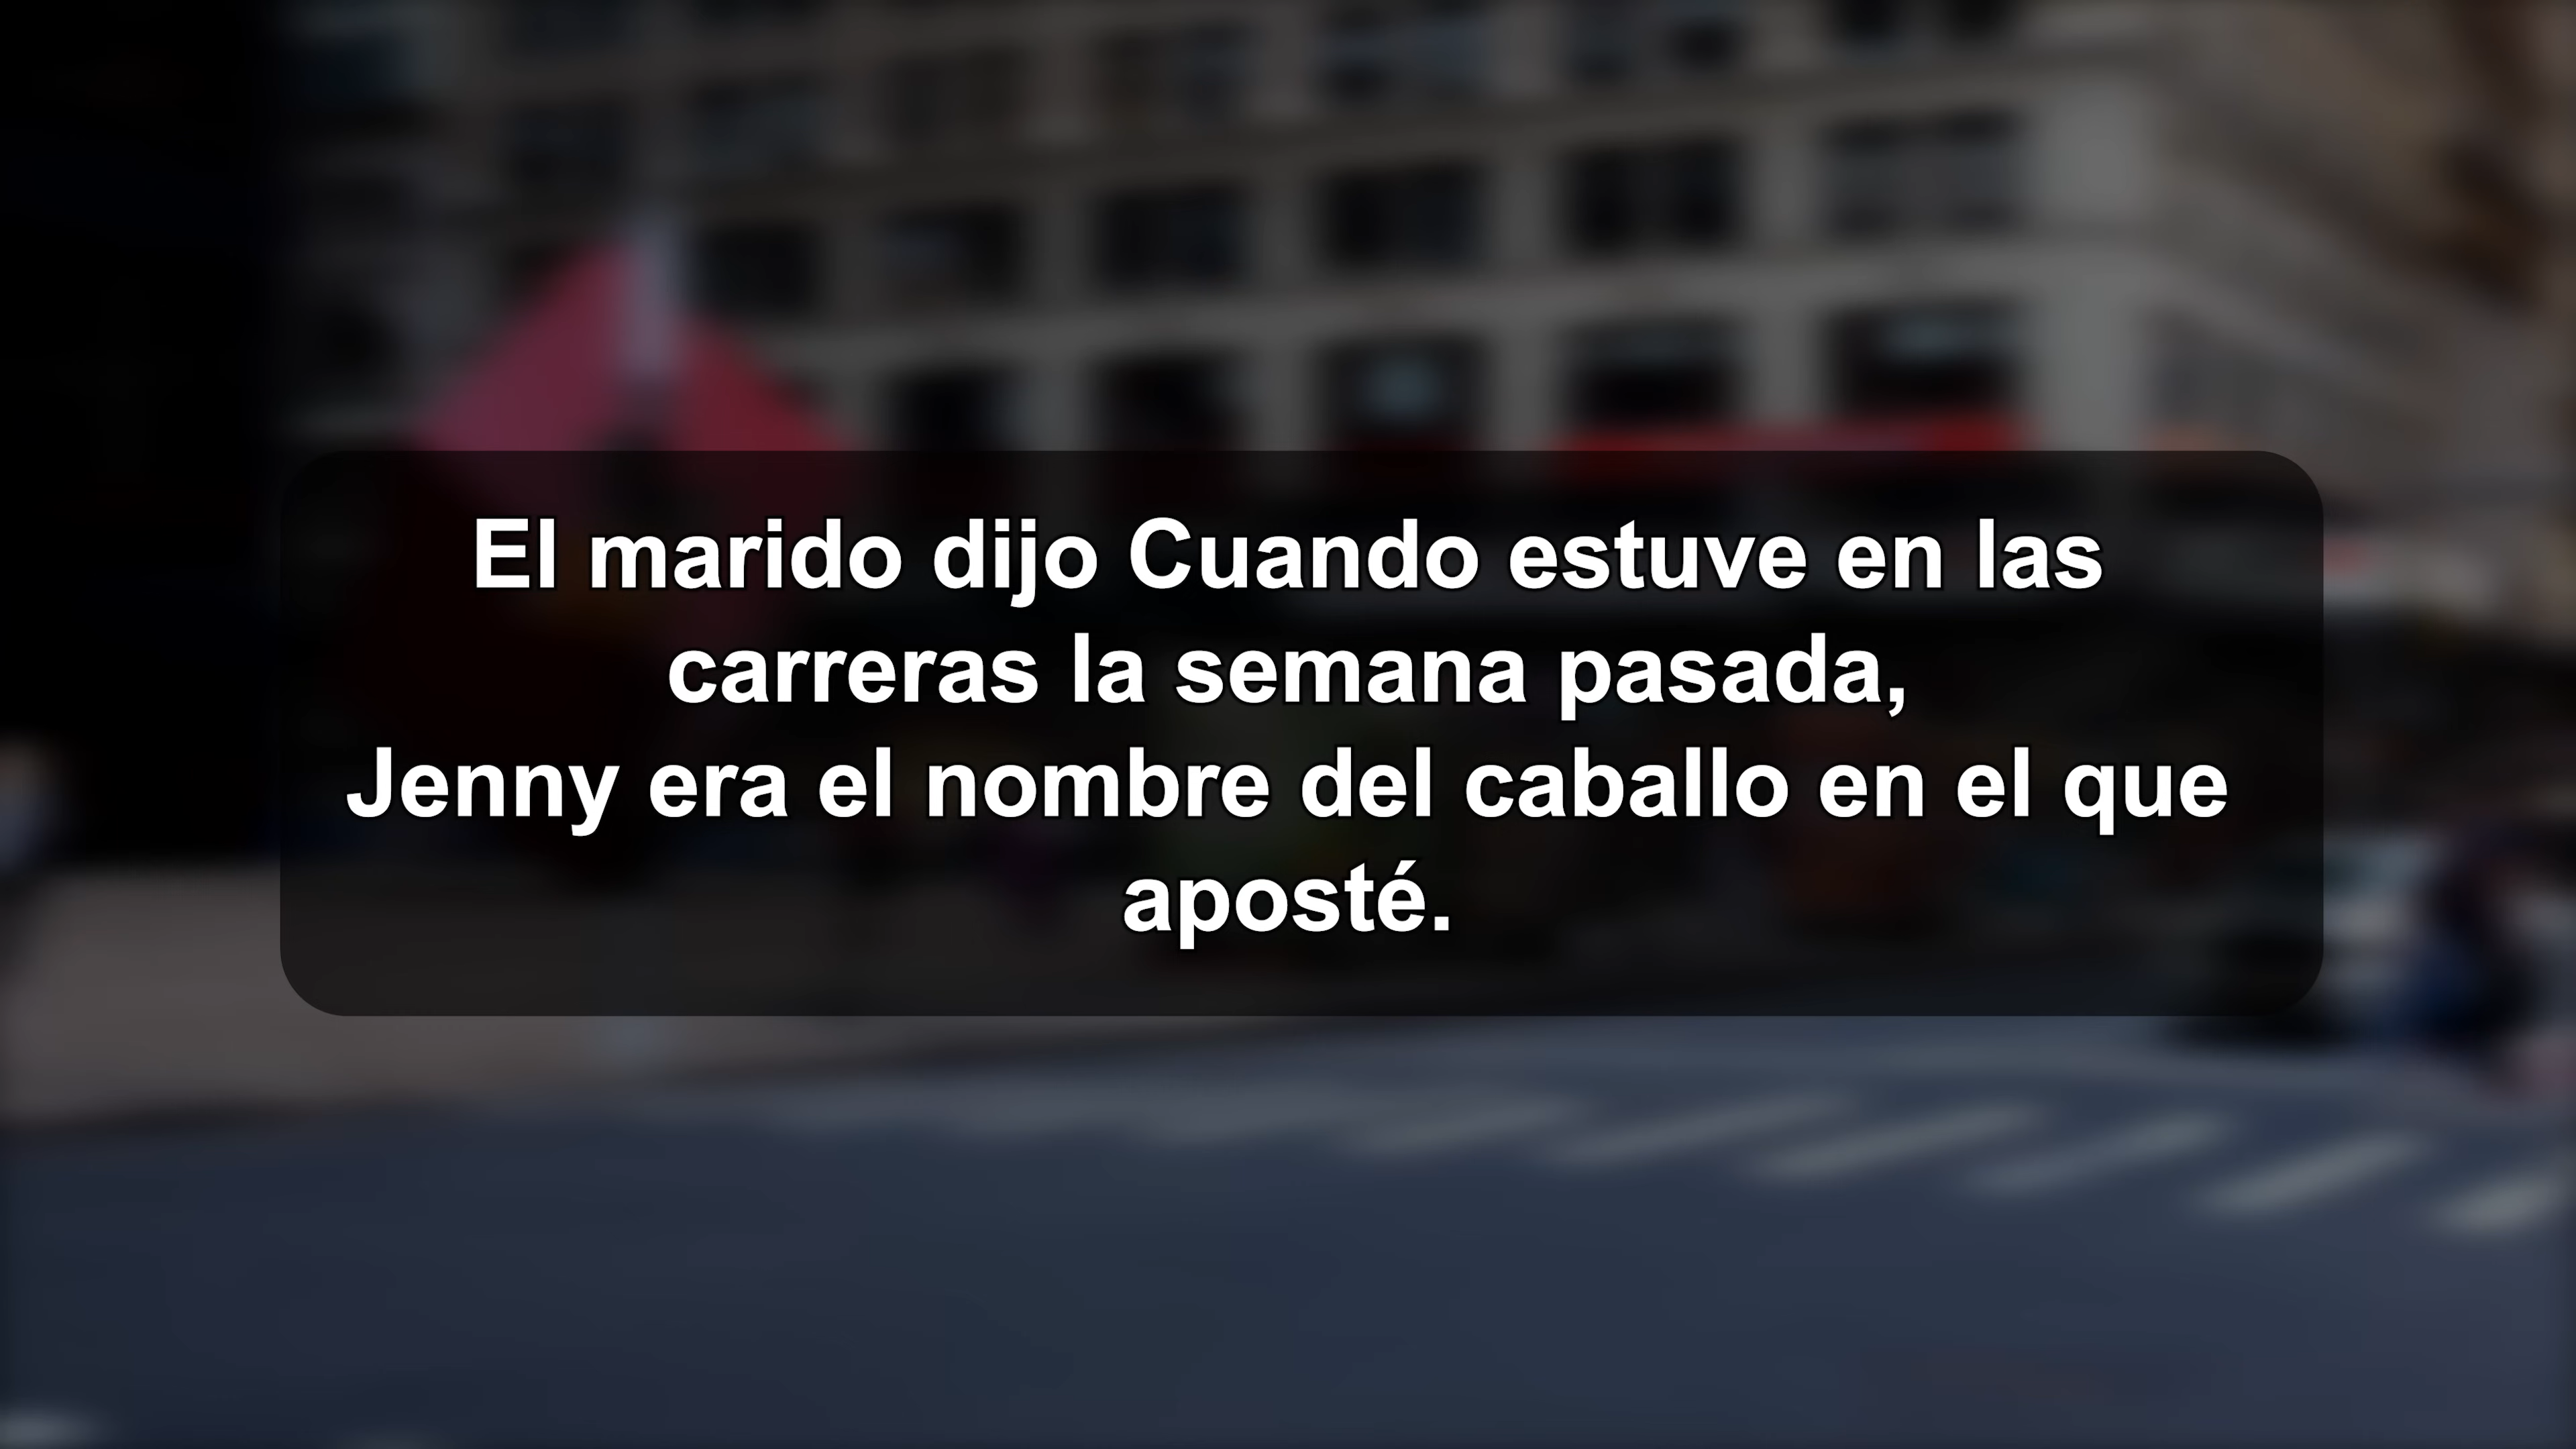 El marido dijo Cuando estuve en las
carreras la semana pasada,
Jenny era el nombre del caballo en el que
aposté.